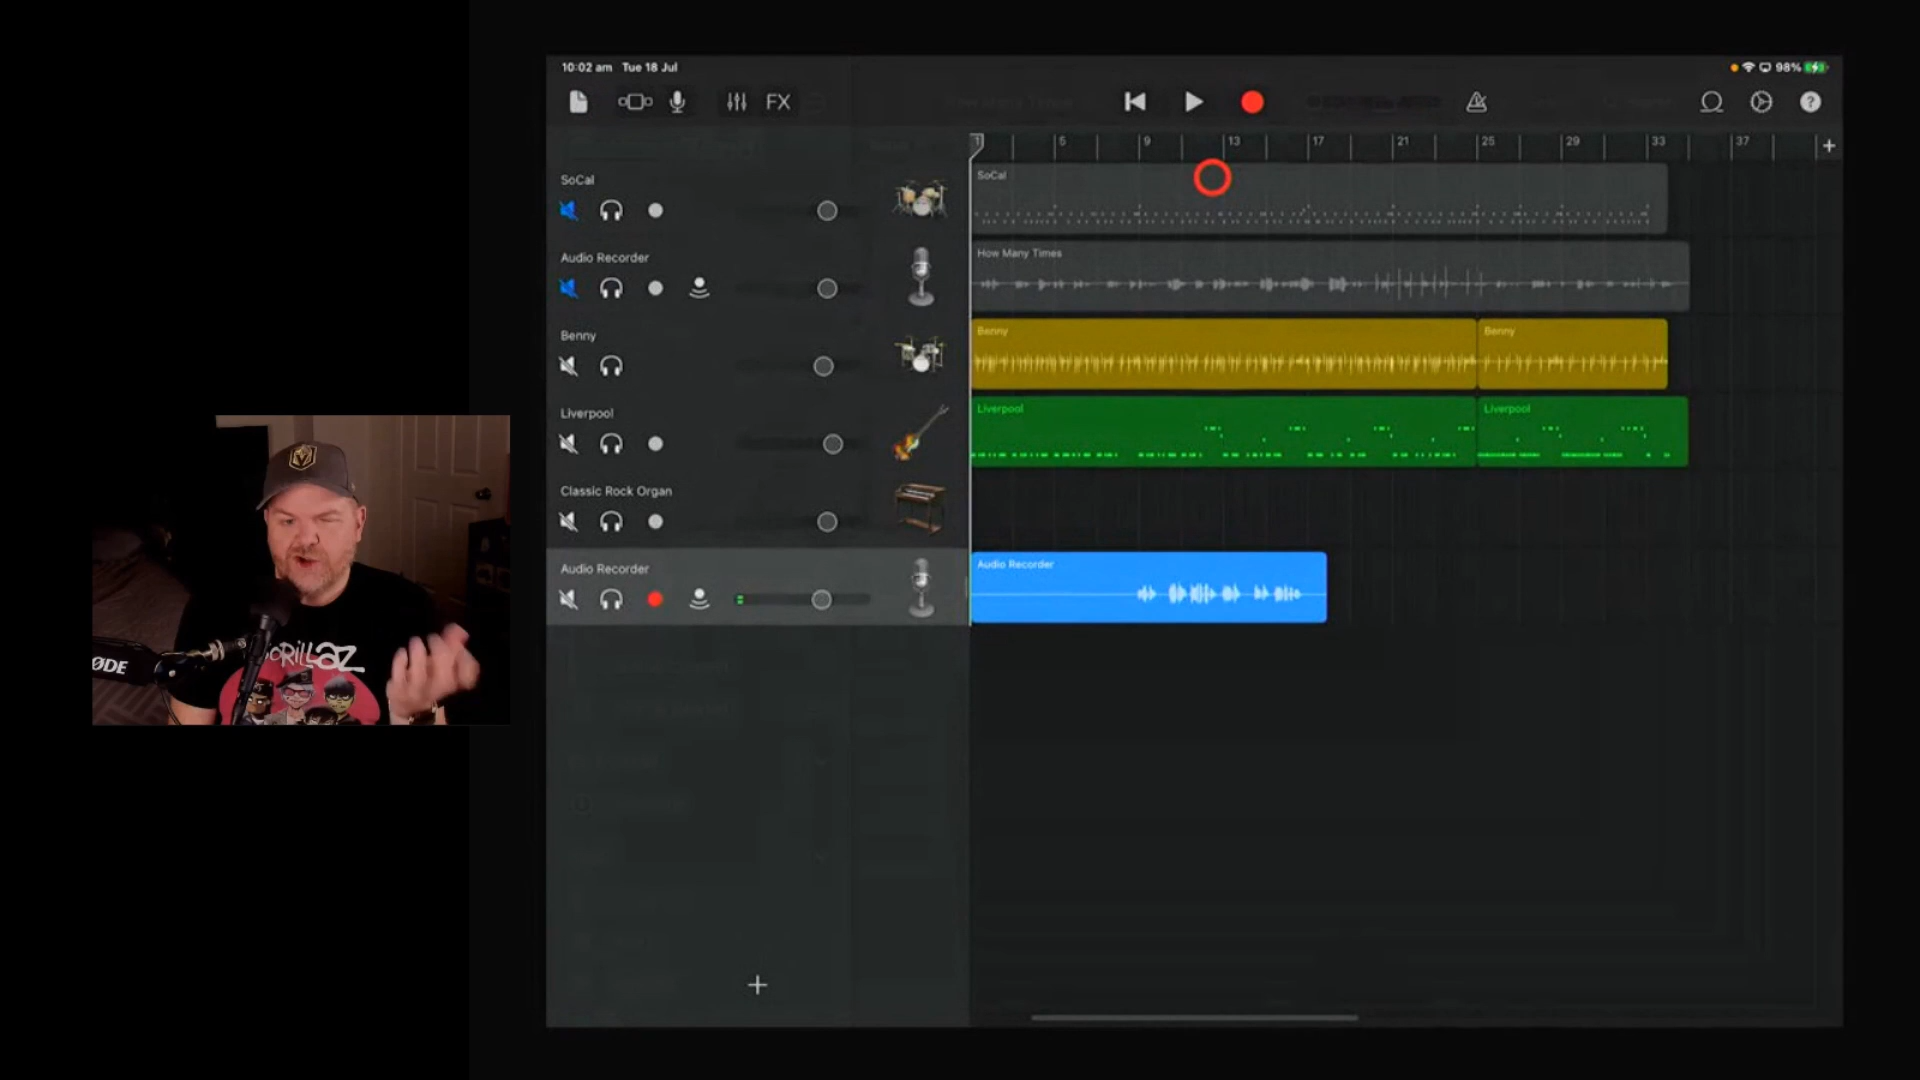 10:02 am Tue 18 Jul
98%
FX
?
1 5 9 13 17 21 25 29 33 37
SoCal
SoCal
Audio Recorder
How Many Times
Benny
Benny
Benny
Liverpool
Liverpool
Liverpool
Classic Rock Organ
Audio Recorder
Audio Recorder
RØDE
GORILLAZ